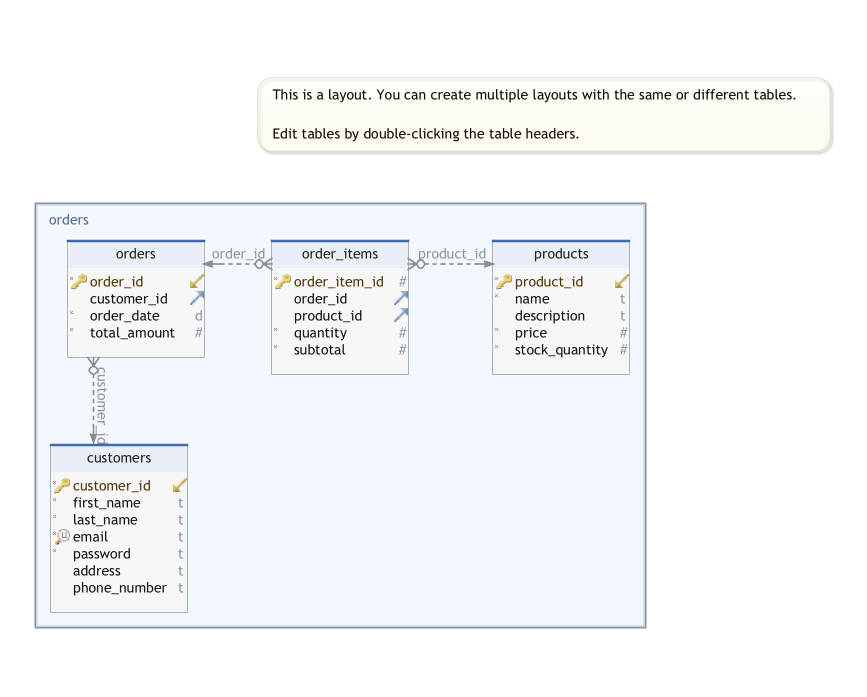 This is a layout. You can create multiple layouts with the same or different tables.
Edit tables by double-clicking the table headers.
orders
orders
order_id
customer_id
order_date d
total_amount #
order_id
order_items
order_item_id #
order_id
product_id
quantity #
subtotal #
product_id
products
product_id
name t
description t
price #
stock_quantity #
customer_id
customers
customer_id
first_name t
last_name t
email t
password t
address t
phone_number t